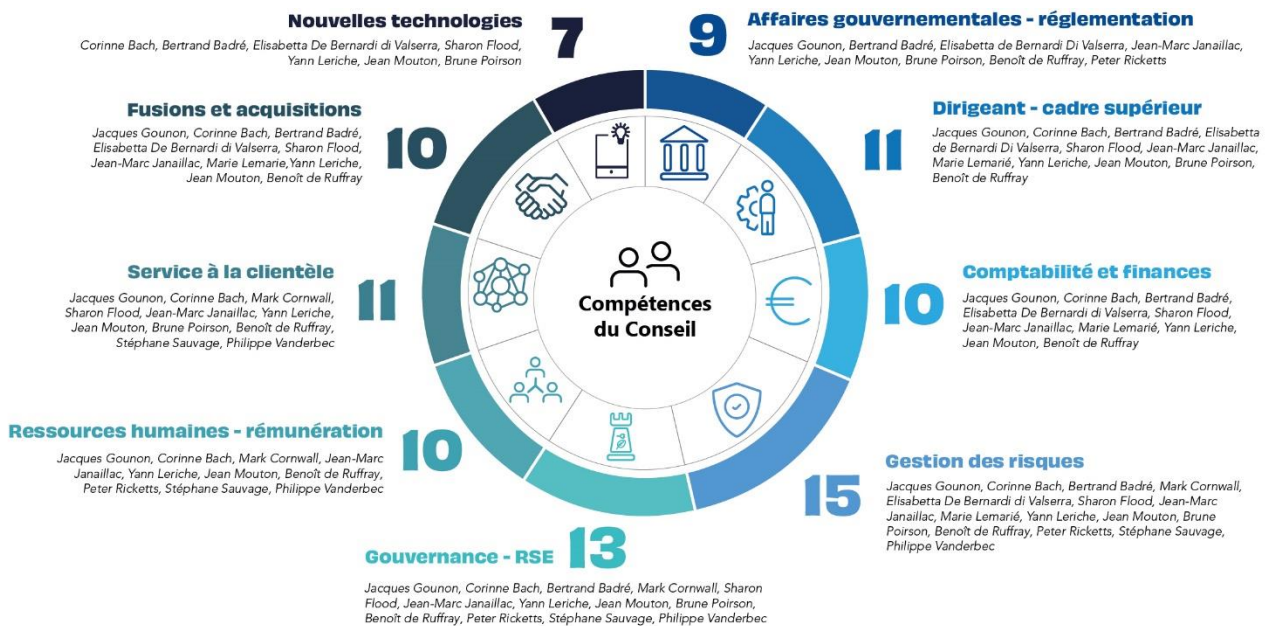 Nouvelles technologies
7
Corinne Bach, Bertrand Badré, Elisabetta De Bernardi di Valserra, Sharon Flood,
Yann Leriche, Jean Mouton, Brune Poirson
9
Affaires gouvernementales - réglementation
Jacques Gounon, Bertrand Badré, Elisabetta de Bernardi Di Valserra, Jean-Marc Janaillac,
Yann Leriche, Jean Mouton, Brune Poirson, Benoît de Ruffray, Peter Ricketts
Fusions et acquisitions
10
Jacques Gounon, Corinne Bach, Bertrand Badré,
Elisabetta De Bernardi di Valserra, Sharon Flood,
Jean-Marc Janaillac, Marie Lemarie,Yann Leriche,
Jean Mouton, Benoît de Ruffray
Dirigeant - cadre supérieur
11
Jacques Gounon, Corinne Bach, Bertrand Badré, Elisabetta
de Bernardi Di Valserra, Sharon Flood, Jean-Marc Janaillac,
Marie Lemarié, Yann Leriche, Jean Mouton, Brune Poirson,
Benoît de Ruffray
Service à la clientèle
11
Jacques Gounon, Corinne Bach, Mark Cornwall,
Sharon Flood, Jean-Marc Janaillac, Yann Leriche,
Jean Mouton, Brune Poirson, Benoît de Ruffray,
Stéphane Sauvage, Philippe Vanderbec
Compétences
du Conseil
Comptabilité et finances
10
Jacques Gounon, Corinne Bach, Bertrand Badré,
Elisabetta De Bernardi di Valserra, Sharon Flood,
Jean-Marc Janaillac, Marie Lemarié, Yann Leriche,
Jean Mouton, Benoît de Ruffray
Ressources humaines - rémunération
10
Jacques Gounon, Corinne Bach, Mark Cornwall, Jean-Marc
Janaillac, Yann Leriche, Jean Mouton, Benoît de Ruffray,
Peter Ricketts, Stéphane Sauvage, Philippe Vanderbec
Gestion des risques
15
Jacques Gounon, Corinne Bach, Bertrand Badré, Mark Cornwall,
Elisabetta De Bernardi di Valserra, Sharon Flood, Jean-Marc
Janaillac, Marie Lemarié, Yann Leriche, Jean Mouton, Brune
Poirson, Benoît de Ruffray, Peter Ricketts, Stéphane Sauvage,
Philippe Vanderbec
Gouvernance - RSE
13
Jacques Gounon, Corinne Bach, Bertrand Badré, Mark Cornwall, Sharon
Flood, Jean-Marc Janaillac, Yann Leriche, Jean Mouton, Brune Poirson,
Benoît de Ruffray, Peter Ricketts, Stéphane Sauvage, Philippe Vanderbec